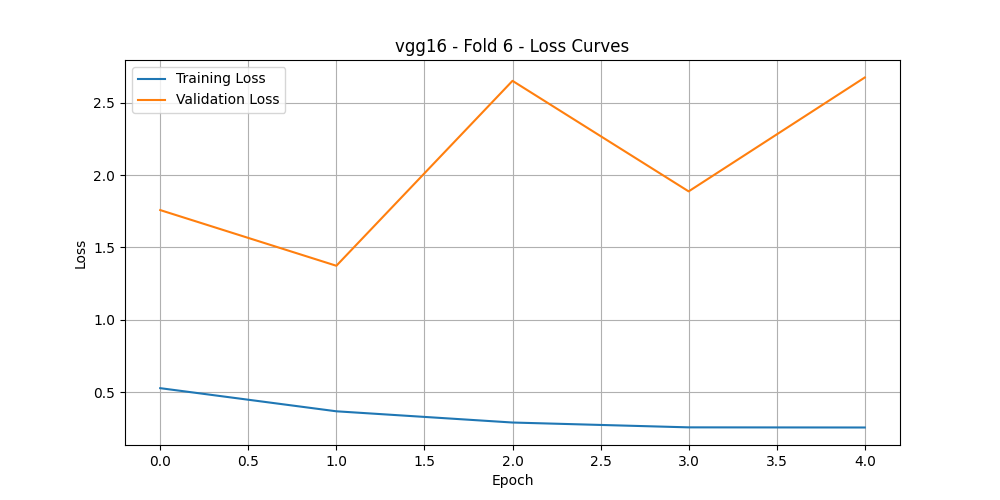 vgg16 - Fold 6 - Loss Curves
Training Loss
Validation Loss
2.5
2.0
1.5
1.0
0.5
Loss
0.0 0.5 1.0 1.5 2.0 2.5 3.0 3.5 4.0
Epoch